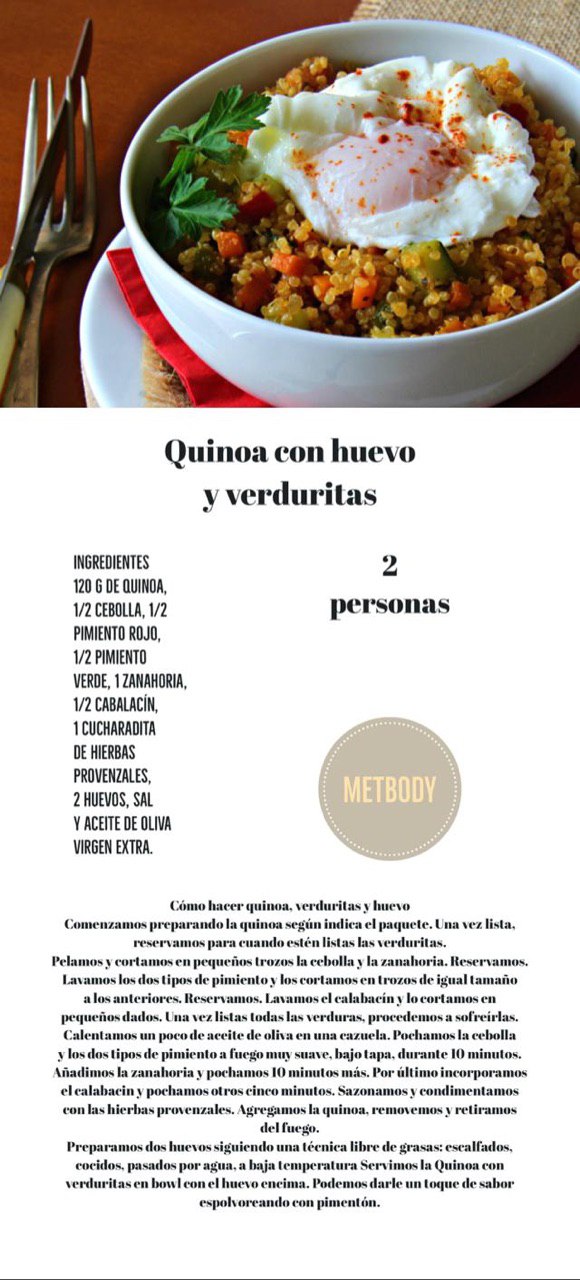 Quinoa con huevo
y verduritas
INGREDIENTES
120 G DE QUINOA,
1/2 CEBOLLA, 1/2
PIMIENTO ROJO,
1/2 PIMIENTO
VERDE, 1 ZANAHORIA,
1/2 CABALACÍN,
1 CUCHARADITA
DE HIERBAS
PROVENZALES,
2 HUEVOS, SAL
Y ACEITE DE OLIVA
VIRGEN EXTRA.
2
personas
METBODY
Cómo hacer quinoa, verduritas y huevo
Comenzamos preparando la quinoa según indica el paquete. Una vez lista,
reservamos para cuando estén listas las verduritas.
Pelamos y cortamos en pequeños trozos la cebolla y la zanahoria. Reservamos.
Lavamos los dos tipos de pimiento y los cortamos en trozos de igual tamaño
a los anteriores. Reservamos. Lavamos el calabacín y lo cortamos en
pequeños dados. Una vez listas todas las verduras, procedemos a sofreírlas.
Calentamos un poco de aceite de oliva en una cazuela. Pochamos la cebolla
y los dos tipos de pimiento a fuego muy suave, bajo tapa, durante 10 minutos.
Añadimos la zanahoria y pochamos 10 minutos más. Por último incorporamos
el calabacin y pochamos otros cinco minutos. Sazonamos y condimentamos
con las hierbas provenzales. Agregamos la quinoa, removemos y retiramos
del fuego.
Preparamos dos huevos siguiendo una técnica libre de grasas: escalfados,
cocidos, pasados por agua, a baja temperatura Servimos la Quinoa con
verduritas en bowl con el huevo encima. Podemos darle un toque de sabor
espolvoreando con pimentón.